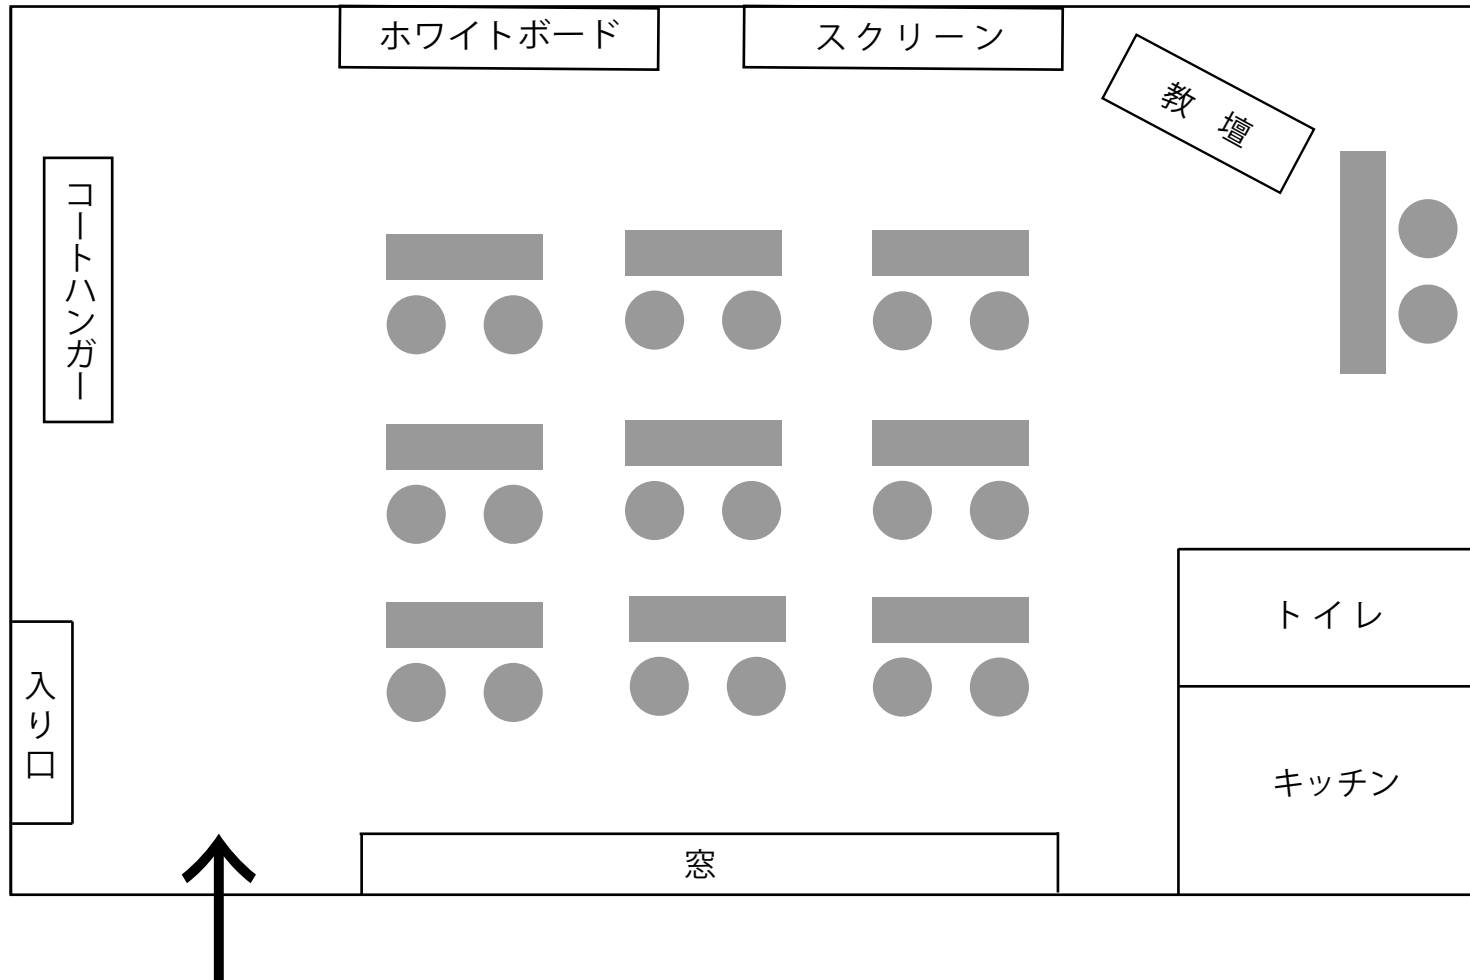 ホワイトボード
スクリーン
教壇
コートハンガー
トイレ
入り口
キッチン
窓